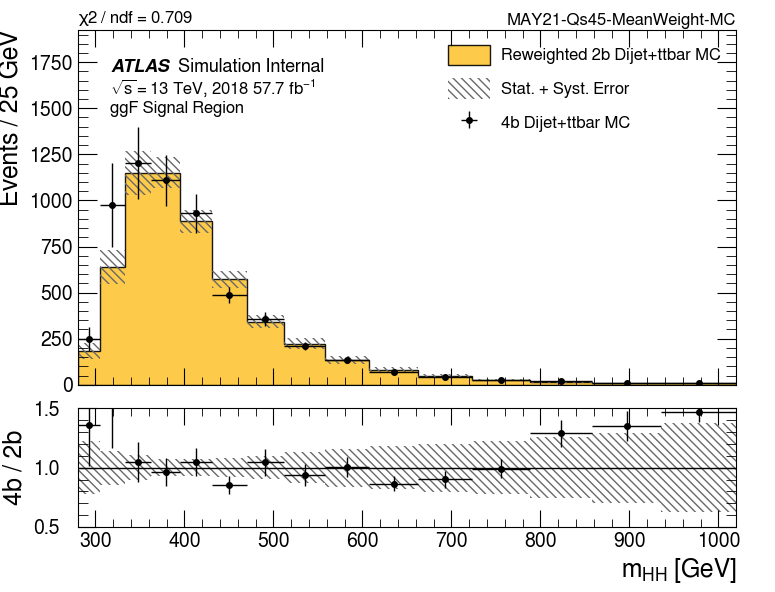 χ2 / ndf = 0.709
MAY21-Qs45-MeanWeight-MC
ATLAS Simulation Internal
√s = 13 TeV, 2018 57.7 fb⁻¹
ggF Signal Region
Reweighted 2b Dijet+ttbar MC
Stat. + Syst. Error
4b Dijet+ttbar MC
Events / 25 GeV
1750
1500
1250
1000
750
500
250
0
4b / 2b
1.5
1.0
0.5
300 400 500 600 700 800 900 1000
mHH [GeV]